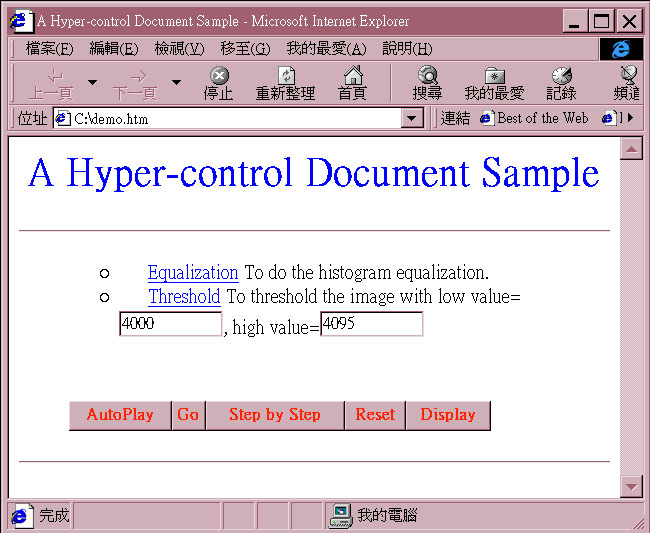 A Hyper-control Document Sample - Microsoft Internet Explorer
檔案(F) 編輯(E) 檢視(V) 移至(G) 我的最愛(A) 說明(H)
上一頁 下一頁 停止 重新整理 首頁 搜尋 我的最愛 記錄 頻道
位址 C:\demo.htm 連結 Best of the Web
A Hyper-control Document Sample
Equalization To do the histogram equalization.
Threshold To threshold the image with low value=
4000 , high value= 4095
AutoPlay Go Step by Step Reset Display
完成 我的電腦